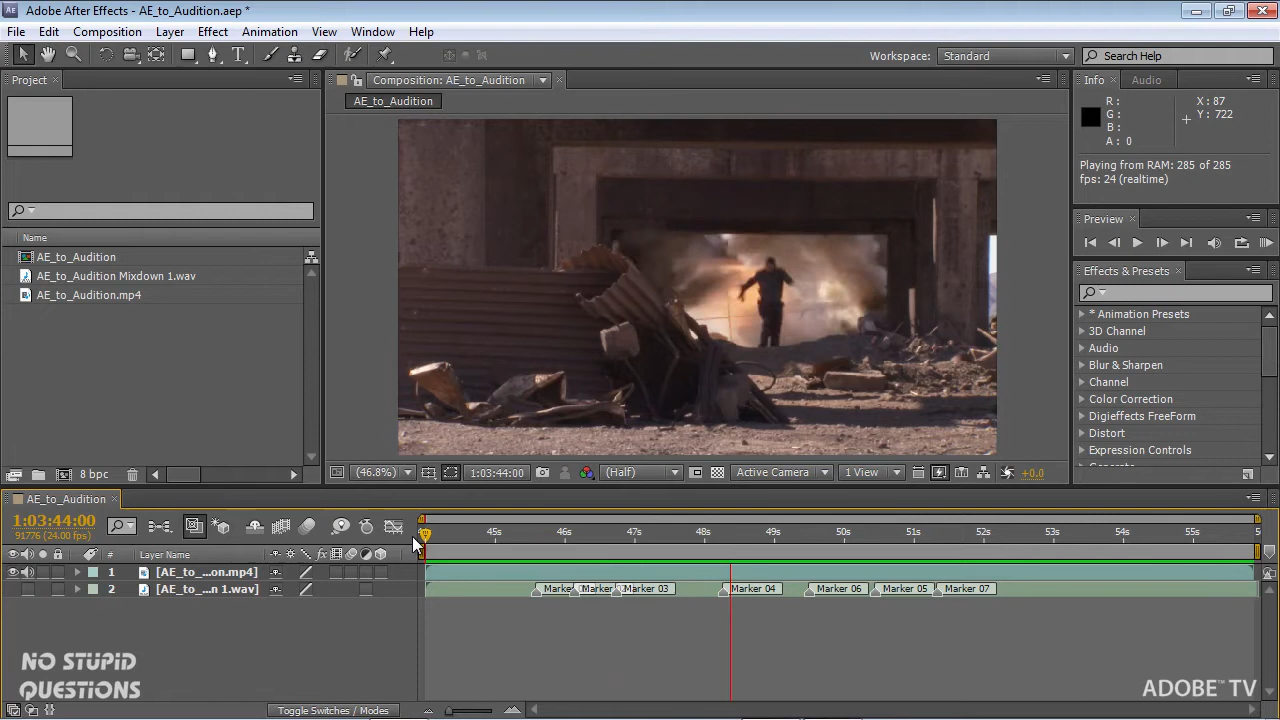 Adobe After Effects - AE_to_Audition.aep *
File Edit Composition Layer Effect Animation View Window Help
Workspace: Standard Search Help
Project
Composition: AE_to_Audition
Info Audio
AE_to_Audition
R :
G :
B :
A : 0
X : 87
Y : 722
Playing from RAM: 285 of 285
fps: 24 (realtime)
Preview
Name
AE_to_Audition
AE_to_Audition Mixdown 1.wav
AE_to_Audition.mp4
Effects & Presets
* Animation Presets
3D Channel
Audio
Blur & Sharpen
Channel
Color Correction
Digieffects FreeForm
Distort
Expression Controls
8 bpc
(46.8%) 1:03:44:00 (Half) Active Camera 1 View +0.0
AE_to_Audition
1:03:44:00
91776 (24.00 fps)
45s 46s 47s 48s 49s 50s 51s 52s 53s 54s 55s 5
# Layer Name
1 [AE_to_...on.mp4]
2 [AE_to_...n 1.wav]
Marker 03 Marker 04 Marker 06 Marker 05 Marker 07
NO STUPID
QUESTIONS
ADOBE™ TV
Toggle Switches / Modes